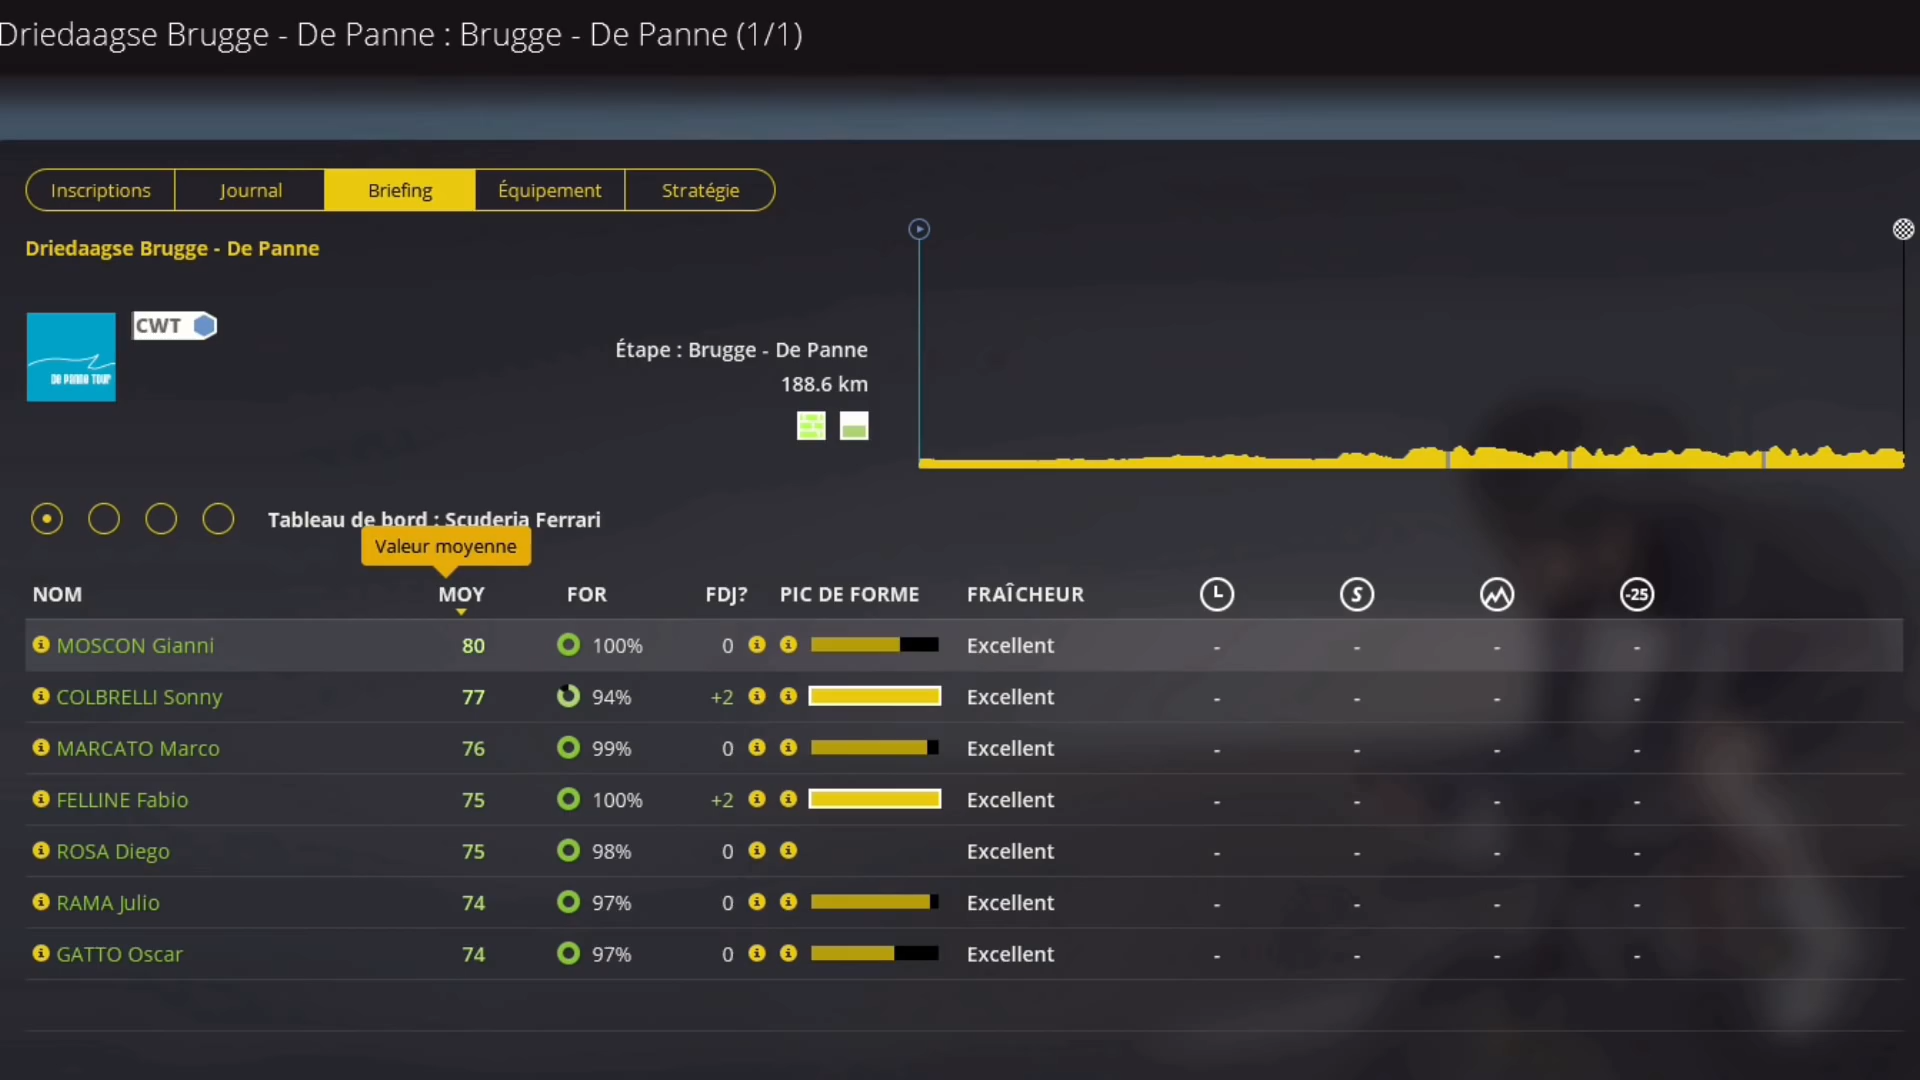 Driedaagse Brugge - De Panne : Brugge - De Panne (1/1)
Inscriptions Journal Briefing Équipement Stratégie
Driedaagse Brugge - De Panne
CWT
DE PANNE TOUR
Étape : Brugge - De Panne
188.6 km
Tableau de bord : Scuderia Ferrari
Valeur moyenne
NOM MOY FOR FDJ? PIC DE FORME FRAÎCHEUR L S -25
MOSCON Gianni 80 100% 0 Excellent - - - -
COLBRELLI Sonny 77 94% +2 Excellent - - - -
MARCATO Marco 76 99% 0 Excellent - - - -
FELLINE Fabio 75 100% +2 Excellent - - - -
ROSA Diego 75 98% 0 Excellent - - - -
RAMA Julio 74 97% 0 Excellent - - - -
GATTO Oscar 74 97% 0 Excellent - - - -